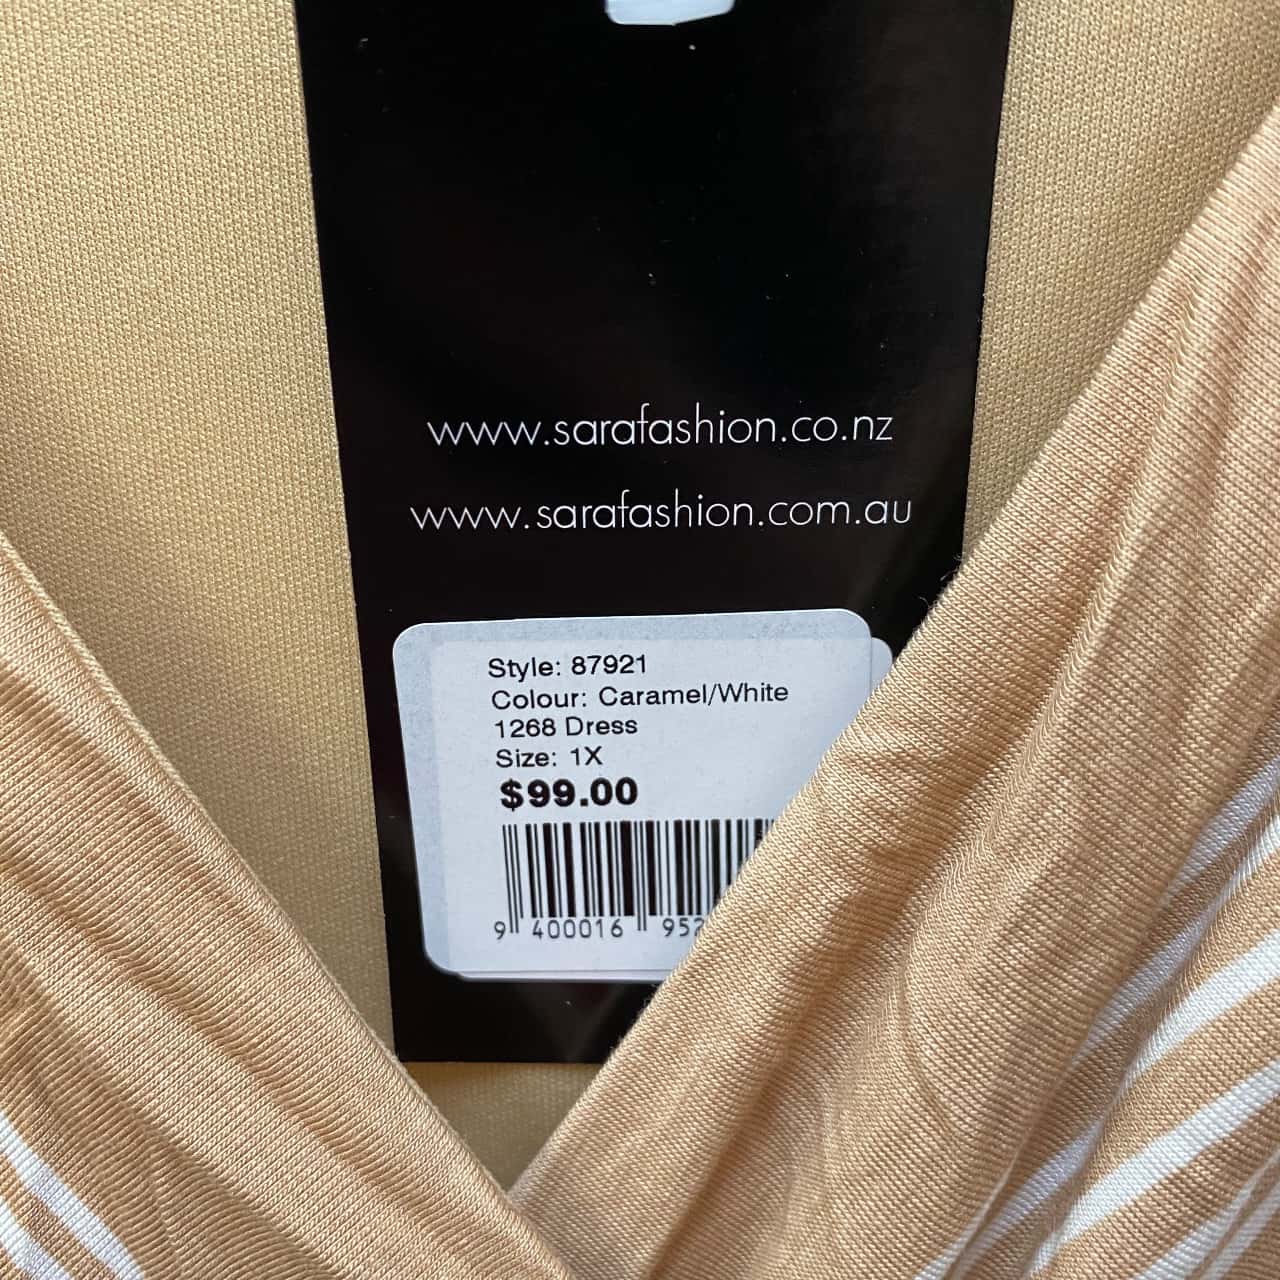 www.sarafashion.co.nz
www.sarafashion.com.au
Style: 87921
Colour: Caramel/White
1268 Dress
Size: 1X
$99.00
9 400016 952